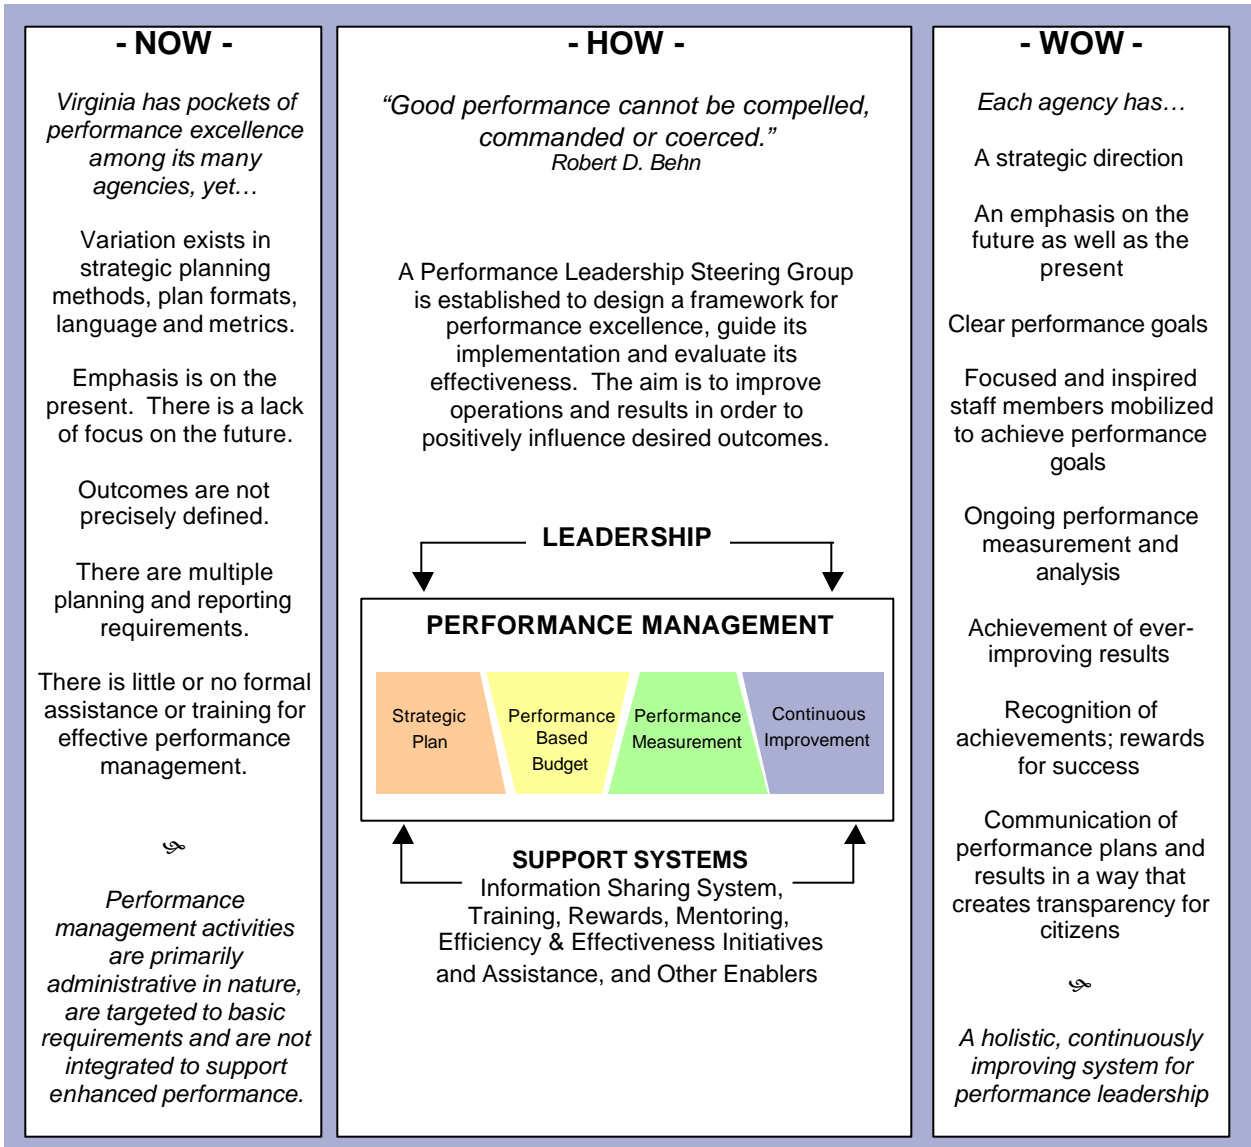 - NOW -
Virginia has pockets of
performance excellence
among its many
agencies, yet…
Variation exists in
strategic planning
methods, plan formats,
language and metrics.
Emphasis is on the
present.  There is a lack
of focus on the future.
Outcomes are not
precisely defined.
There are multiple
planning and reporting
requirements.
There is little or no formal
assistance or training for
effective performance
management.
Performance
management activities
are primarily
administrative in nature,
are targeted to basic
requirements and are not
integrated to support
enhanced performance.
- HOW -
“Good performance cannot be compelled,
commanded or coerced.”
Robert D. Behn
A Performance Leadership Steering Group
is established to design a framework for
performance excellence, guide its
implementation and evaluate its
effectiveness.  The aim is to improve
operations and results in order to
positively influence desired outcomes.
LEADERSHIP
PERFORMANCE MANAGEMENT
Strategic
Plan
Performance
Based
Budget
Performance
Measurement
Continuous
Improvement
SUPPORT SYSTEMS
Information Sharing System,
Training, Rewards, Mentoring,
Efficiency & Effectiveness Initiatives
and Assistance, and Other Enablers
- WOW -
Each agency has…
A strategic direction
An emphasis on the
future as well as the
present
Clear performance goals
Focused and inspired
staff members mobilized
to achieve performance
goals
Ongoing performance
measurement and
analysis
Achievement of ever-
improving results
Recognition of
achievements; rewards
for success
Communication of
performance plans and
results in a way that
creates transparency for
citizens
A holistic, continuously
improving system for
performance leadership